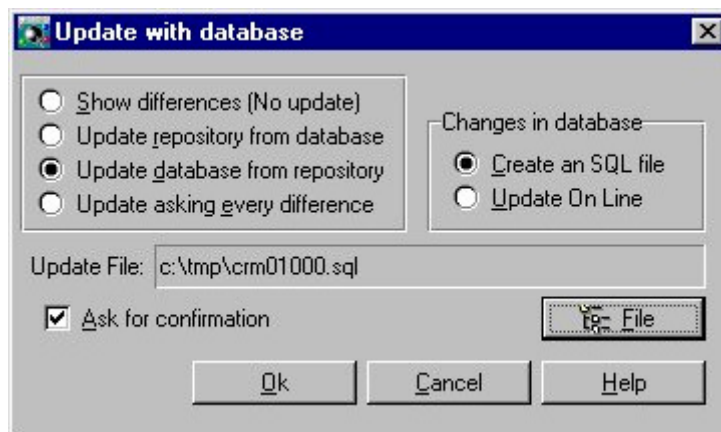 Update with database
Show differences (No update)
Update repository from database
Update database from repository
Update asking every difference
Changes in database
Create an SQL file
Update On Line
Update File: c:\tmp\crm01000.sql
Ask for confirmation
File
Ok Cancel Help